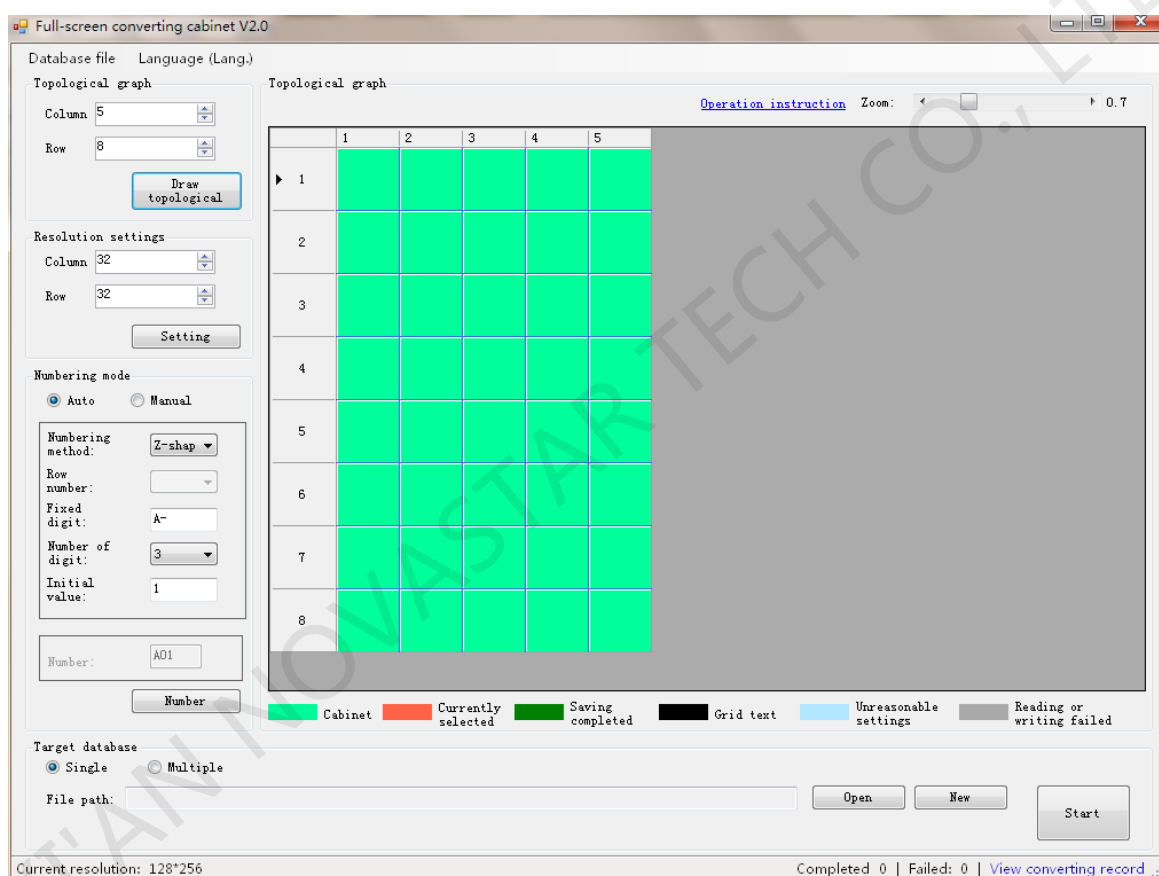 Full-screen converting cabinet V2.0
Database file Language (Lang.)
Topological graph
Column 5
Row 8
Draw
topological
Resolution settings
Column 32
Row 32
Setting
Numbering mode
Auto Manual
Numbering
method: Z-shap
Row
number:
Fixed
digit: A-
Number of
digit: 3
Initial
value: 1
Number: A01
Number
Topological graph
Operation instruction Zoom: 0.7
1 2 3 4 5
1
2
3
4
5
6
7
8
Cabinet
Currently
selected
Saving
completed
Grid text
Unreasonable
settings
Reading or
writing failed
Target database
Single Multiple
File path: Open New
Start
Current resolution: 128*256 Completed 0 | Failed: 0 | View converting record
XI'AN NOVASTAR TECH CO., LTD